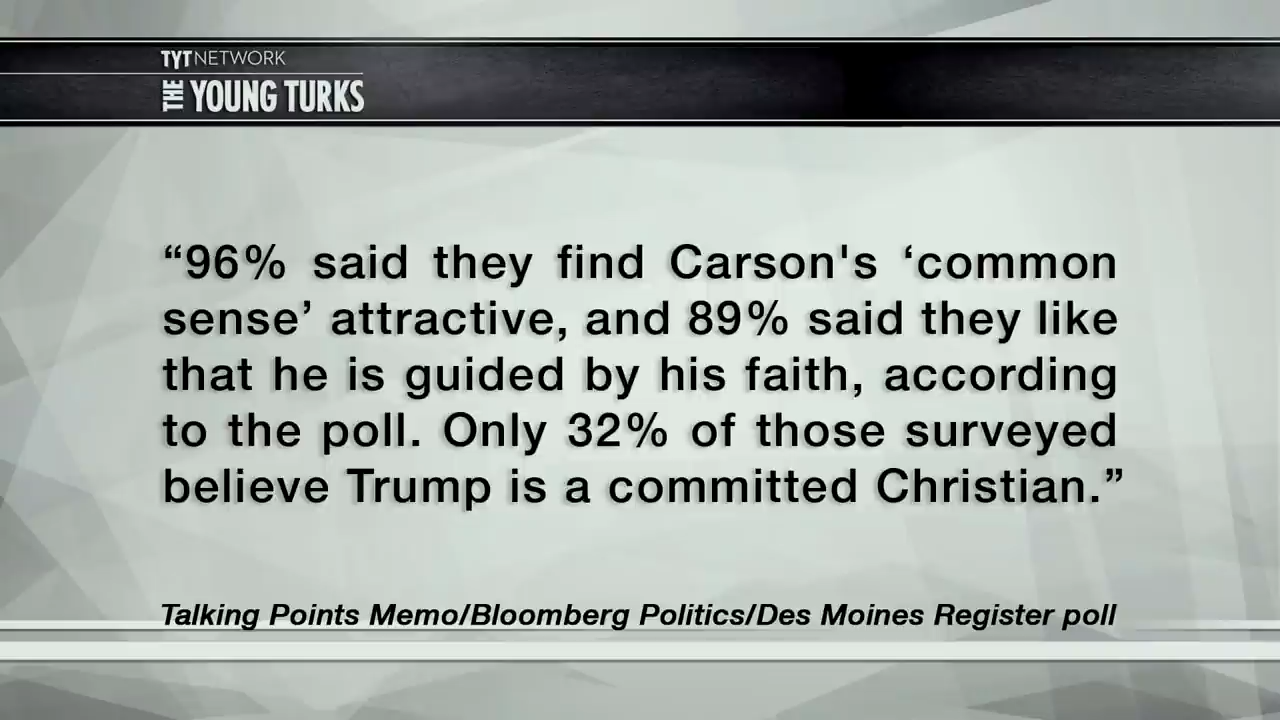 TYT NETWORK
THE YOUNG TURKS
“96% said they find Carson's ‘common
sense’ attractive, and 89% said they like
that he is guided by his faith, according
to the poll. Only 32% of those surveyed
believe Trump is a committed Christian.”
Talking Points Memo/Bloomberg Politics/Des Moines Register poll